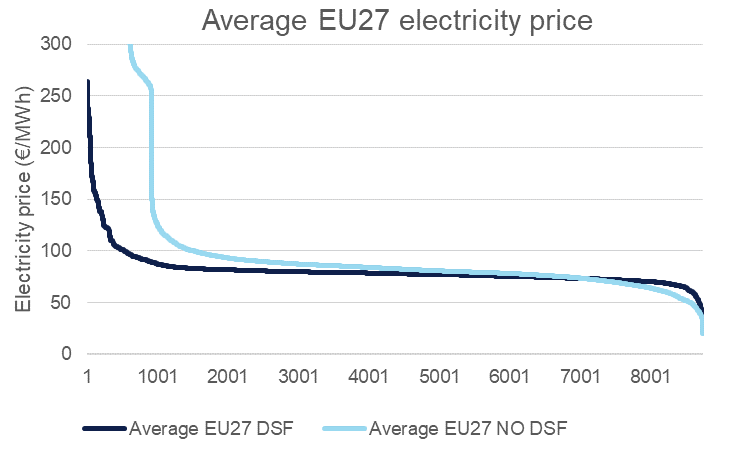 Average EU27 electricity price
Electricity price (€/MWh)
300
250
200
150
100
50
0
1 1001 2001 3001 4001 5001 6001 7001 8001
Average EU27 DSF Average EU27 NO DSF